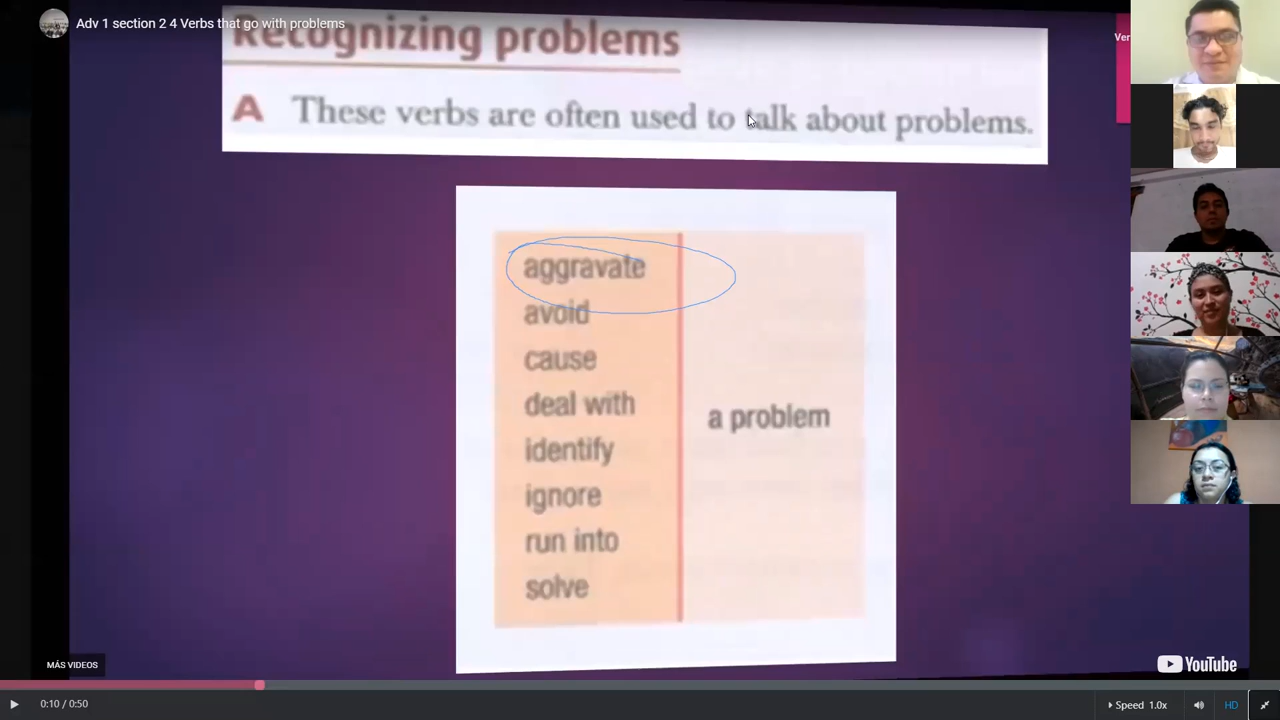 Adv 1 section 2 4 Verbs that go with problems
Ver
Recognizing problems
A These verbs are often used to talk about problems.
aggravate
avoid
cause
deal with
identify
ignore
run into
solve
a problem
MÁS VIDEOS
YouTube
0:10 / 0:50
Speed 1.0x
HD